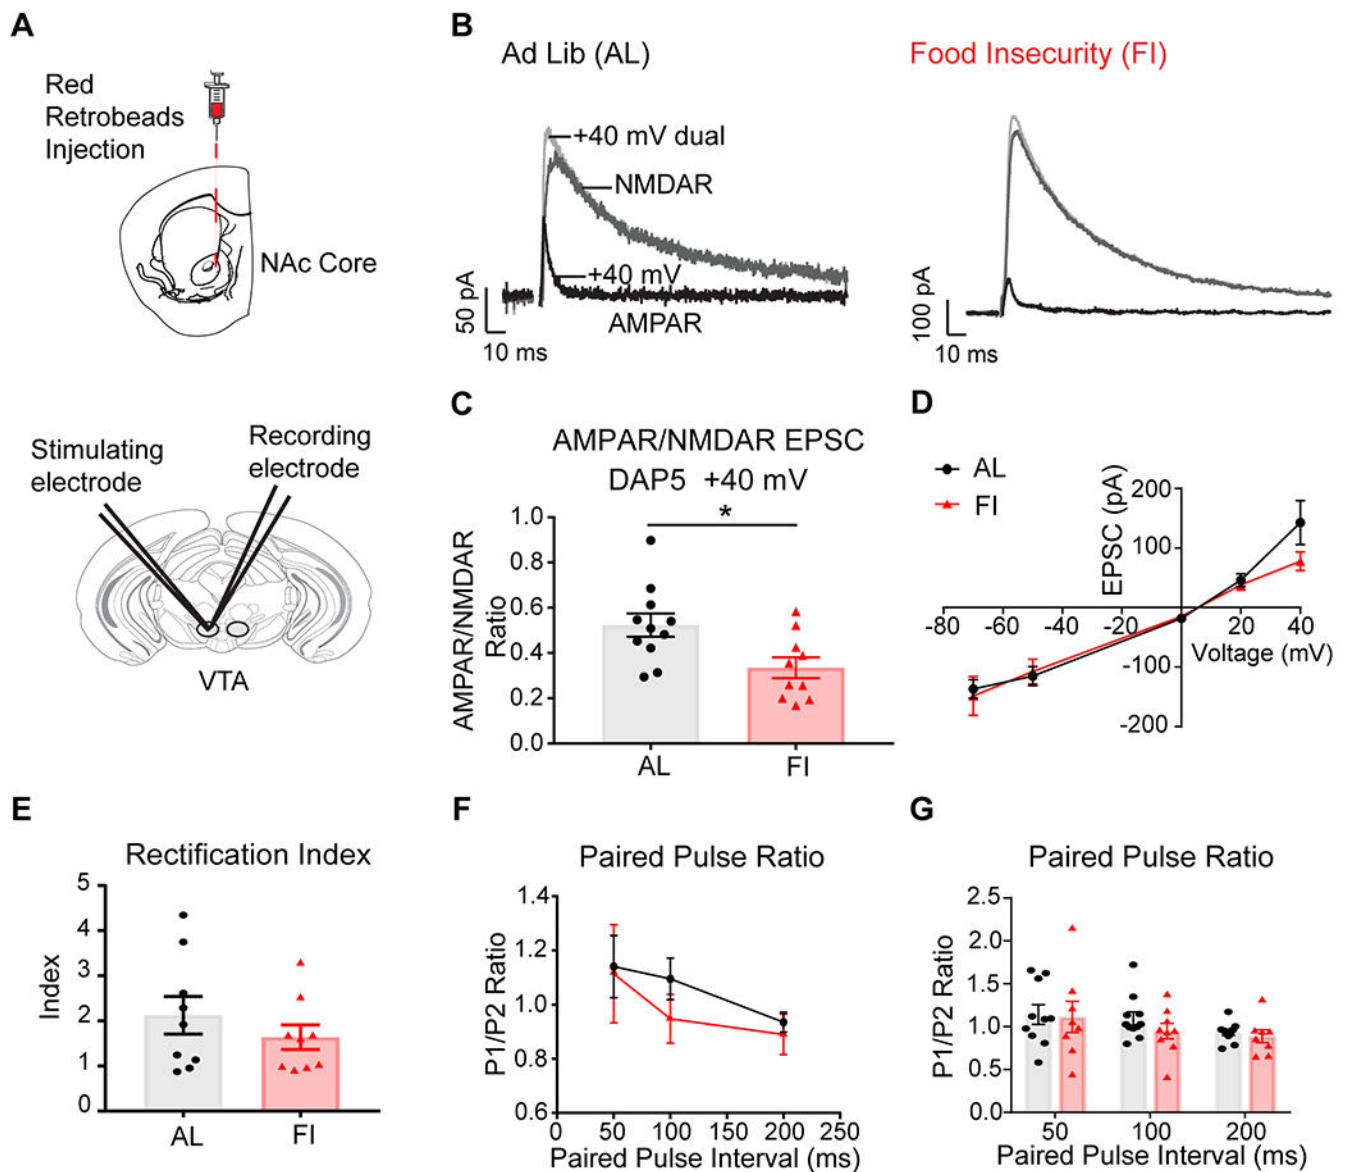 A
Red
Retrobeads
Injection
NAc Core
Stimulating
electrode
Recording
electrode
VTA
B
Ad Lib (AL)
+40 mV dual
NMDAR
+40 mV
AMPAR
50 pA
10 ms
Food Insecurity (FI)
100 pA
10 ms
C
AMPAR/NMDAR EPSC
DAP5 +40 mV
*
AMPAR/NMDAR
Ratio
1.0
0.8
0.6
0.4
0.2
0.0
AL
FI
D
AL
FI
EPSC (pA)
200
100
-100
-200
-80
-60
-40
-20
20
40
Voltage (mV)
E
Rectification Index
Index
5
4
3
2
1
0
AL
FI
F
Paired Pulse Ratio
P1/P2 Ratio
1.4
1.2
1.0
0.8
0.6
0
50
100
150
200
250
Paired Pulse Interval (ms)
G
Paired Pulse Ratio
P1/P2 Ratio
2.5
2.0
1.5
1.0
0.5
0.0
50
100
200
Paired Pulse Interval (ms)